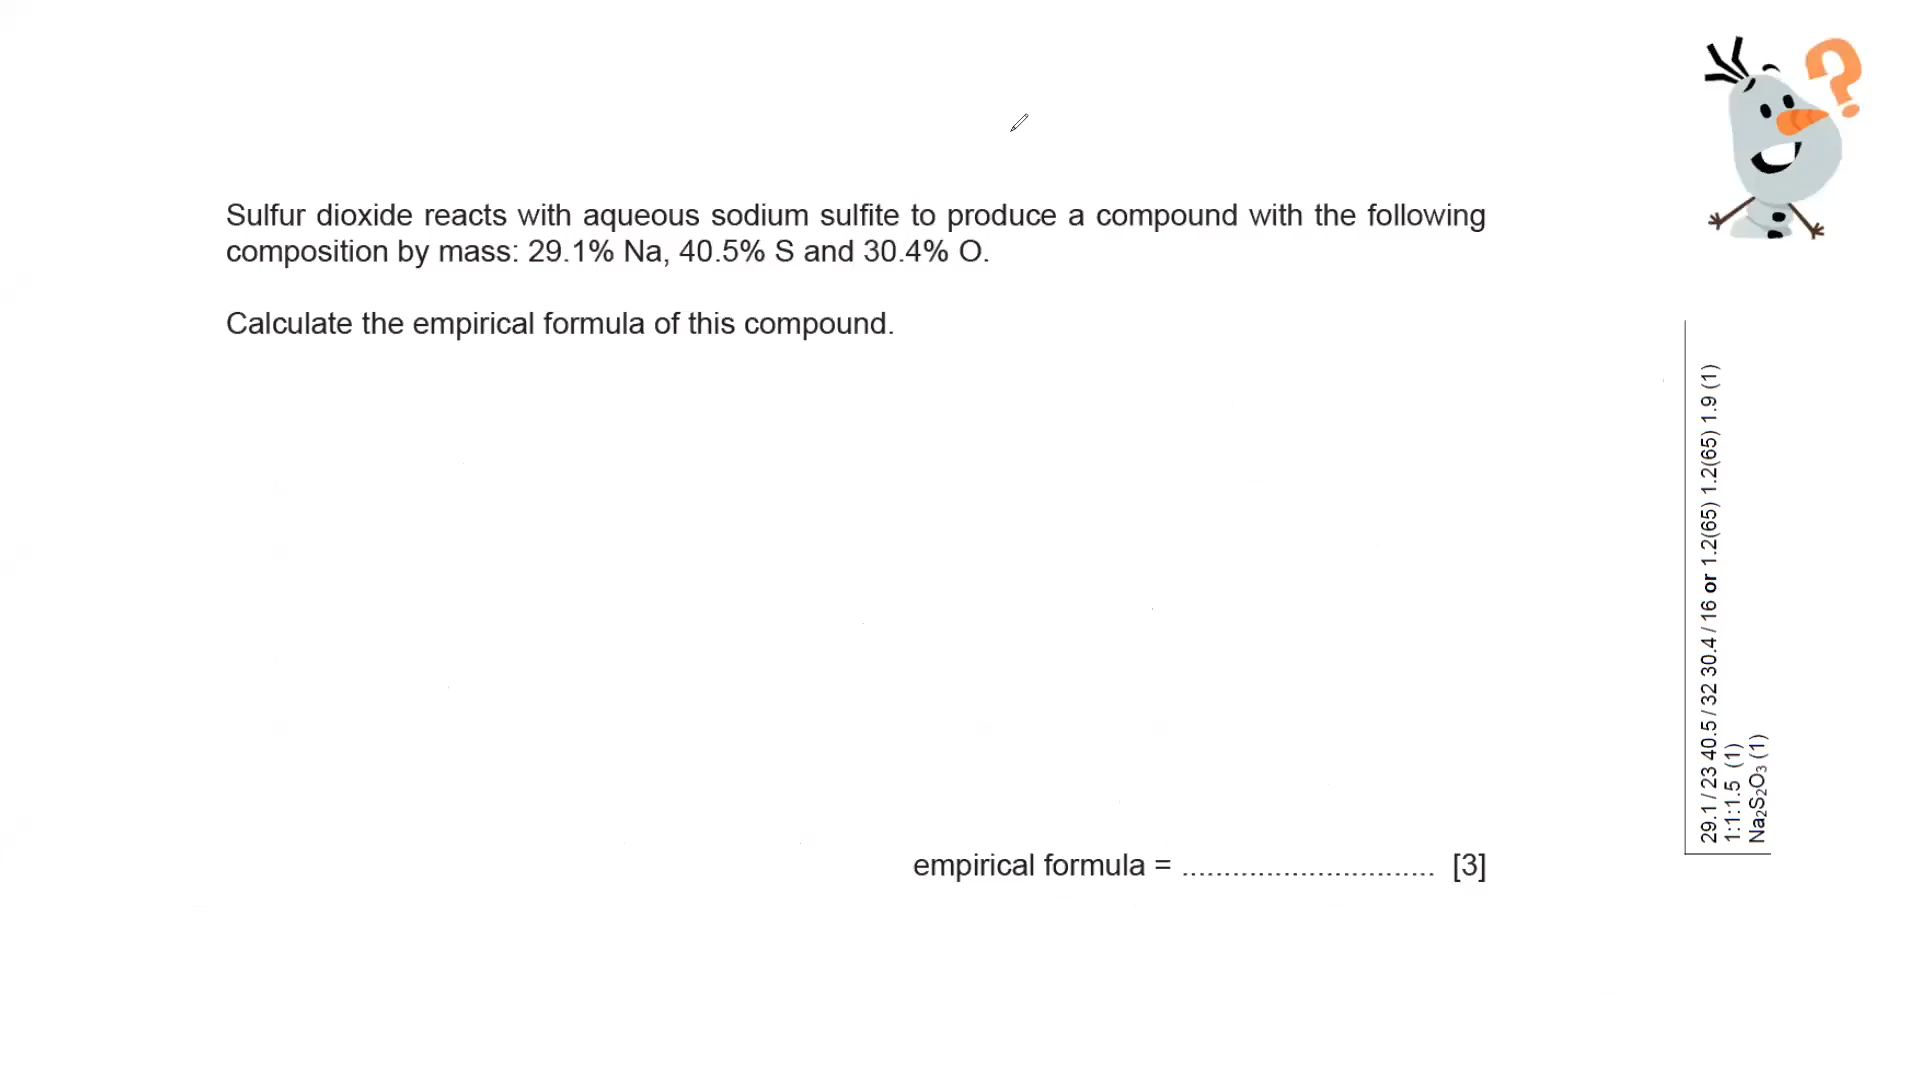 Sulfur dioxide reacts with aqueous sodium sulfite to produce a compound with the following
composition by mass: 29.1% Na, 40.5% S and 30.4% O.
Calculate the empirical formula of this compound.
empirical formula = ............................... [3]
29.1 / 23 40.5 / 32 30.4 / 16 or 1.2(65) 1.2(65) 1.9 (1)
1:1:1.5 (1)
Na₂S₂O₃ (1)
?